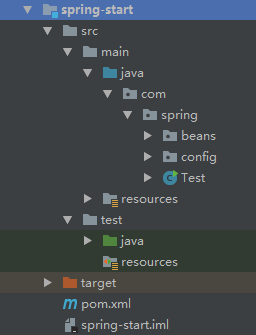 spring-start
src
main
java
com
spring
beans
config
Test
resources
test
java
resources
target
pom.xml
spring-start.iml